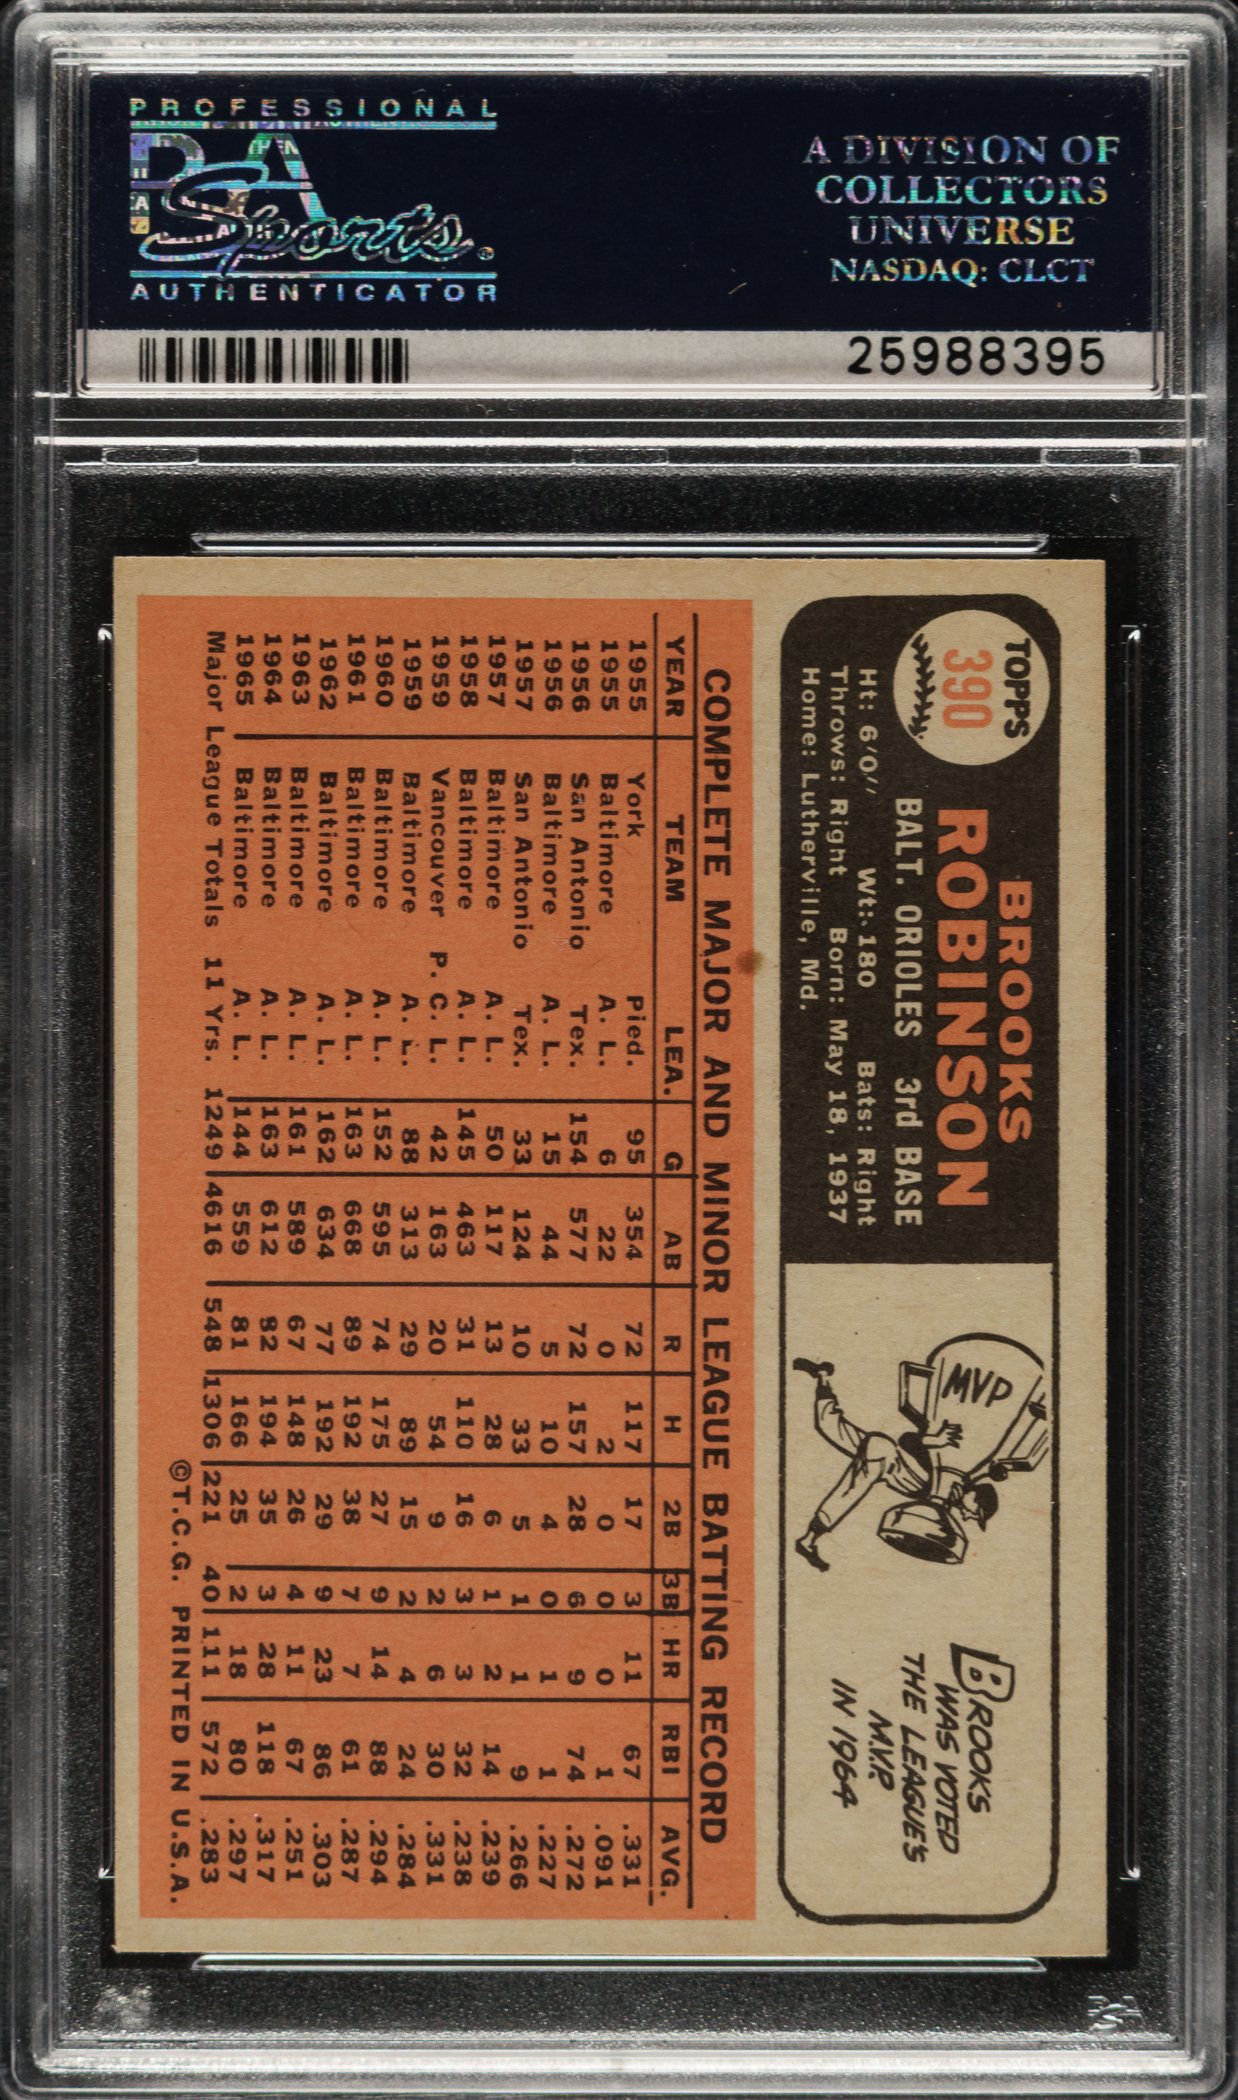 PROFESSIONAL
PSA
Sports®
AUTHENTICATOR
A DIVISION OF
COLLECTORS
UNIVERSE
NASDAQ: CLCT
25988395
TOPPS
390
BROOKS
ROBINSON
BALT. ORIOLES 3rd BASE
Ht: 6'0" Wt: 180 Bats: Right
Throws: Right Born: May 18, 1937
Home: Lutherville, Md.
MVP
BROOKS
WAS VOTED
THE LEAGUE'S
M.V.P.
IN 1964
COMPLETE MAJOR AND MINOR LEAGUE BATTING RECORD
YEAR TEAM LEA. G AB R H 2B 3B HR RBI AVG.
1955 York Pied. 95 354 72 117 17 3 11 67 .331
1955 Baltimore A. L. 6 22 0 2 0 0 0 1 .091
1956 San Antonio Tex. 154 577 72 157 28 6 9 74 .272
1956 Baltimore A. L. 15 44 5 10 4 0 1 1 .227
1957 San Antonio Tex. 33 124 10 33 5 1 1 9 .266
1957 Baltimore A. L. 50 117 13 28 6 1 2 14 .239
1958 Baltimore A. L. 145 463 31 110 16 3 3 32 .238
1959 Vancouver P. C. L. 42 163 20 54 9 2 6 30 .331
1959 Baltimore A. L. 88 313 29 89 15 2 4 24 .284
1960 Baltimore A. L. 152 595 74 175 27 9 14 88 .294
1961 Baltimore A. L. 163 668 89 192 38 7 7 61 .287
1962 Baltimore A. L. 162 634 77 192 29 9 23 86 .303
1963 Baltimore A. L. 161 589 67 148 26 4 11 67 .251
1964 Baltimore A. L. 163 612 82 194 35 3 28 118 .317
1965 Baltimore A. L. 144 559 81 166 25 2 18 80 .297
Major League Totals 11 Yrs. 1249 4616 548 1306 221 40 111 572 .283
©T.C.G. PRINTED IN U.S.A.